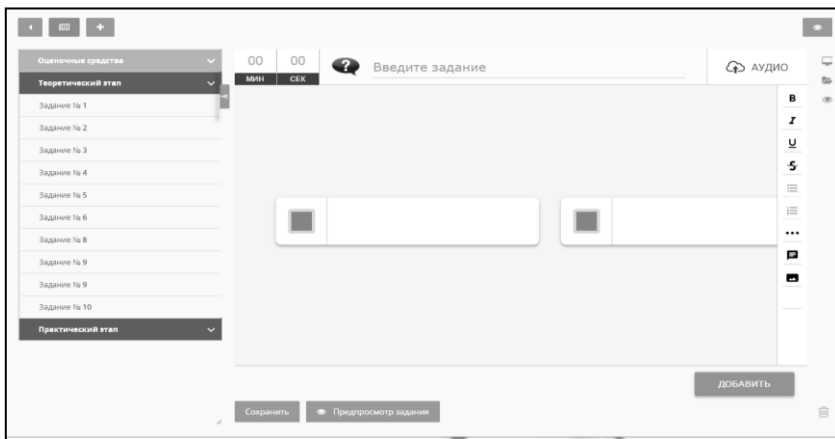 Оценочные средства
Теоретический этап
Задание № 1
Задание № 2
Задание № 3
Задание № 4
Задание № 5
Задание № 6
Задание № 8
Задание № 9
Задание № 9
Задание № 10
Практический этап
00 00
МИН СЕК
Введите задание
АУДИО
B
I
U
S
ДОБАВИТЬ
Сохранить
Предпросмотр задания